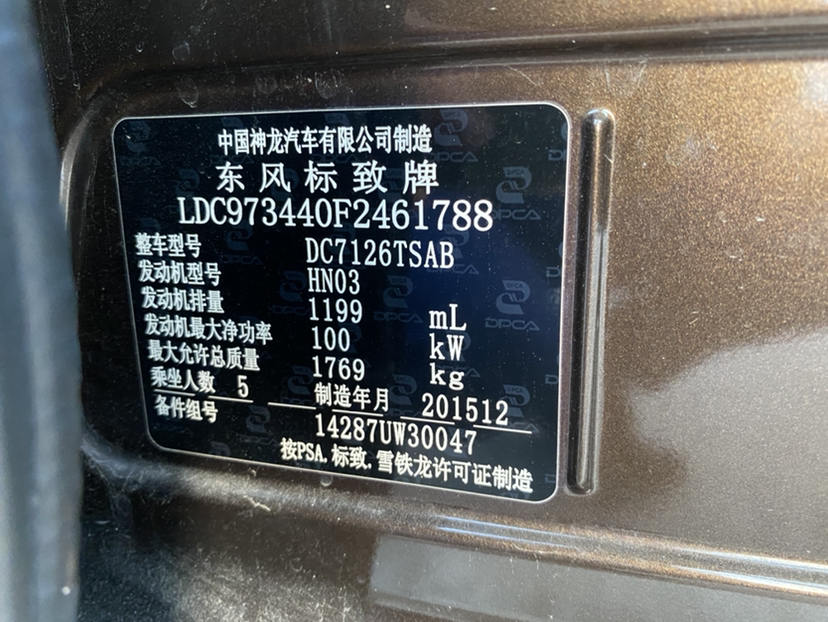 中国神龙汽车有限公司制造
东风标致牌
LDC973440F2461788
整车型号 DC7126TSAB
发动机型号 HN03
发动机排量 1199 mL
发动机最大净功率 100 kW
最大允许总质量 1769 kg
乘坐人数 5 制造年月 201512
备件组号 14287UW30047
按PSA.标致.雪铁龙许可证制造
DPCA
DPCA
DPCA
DPCA